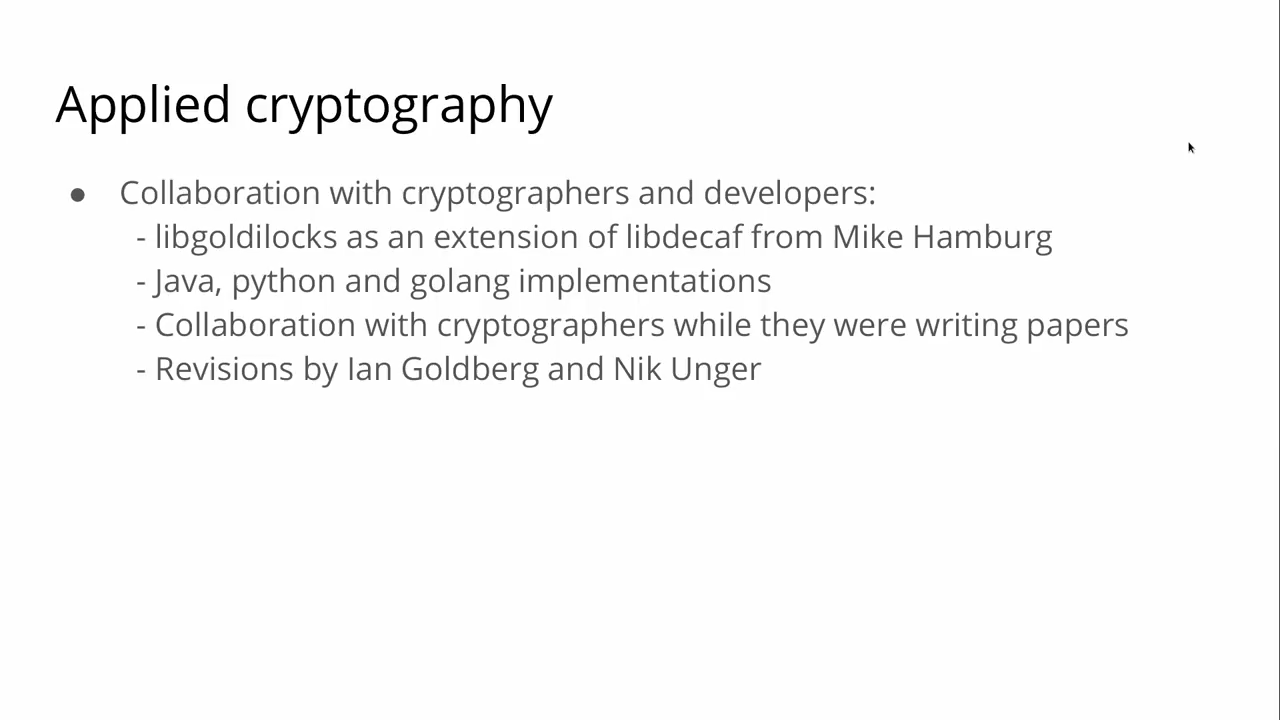 Applied cryptography
● Collaboration with cryptographers and developers:
- libgoldilocks as an extension of libdecaf from Mike Hamburg
- Java, python and golang implementations
- Collaboration with cryptographers while they were writing papers
- Revisions by Ian Goldberg and Nik Unger